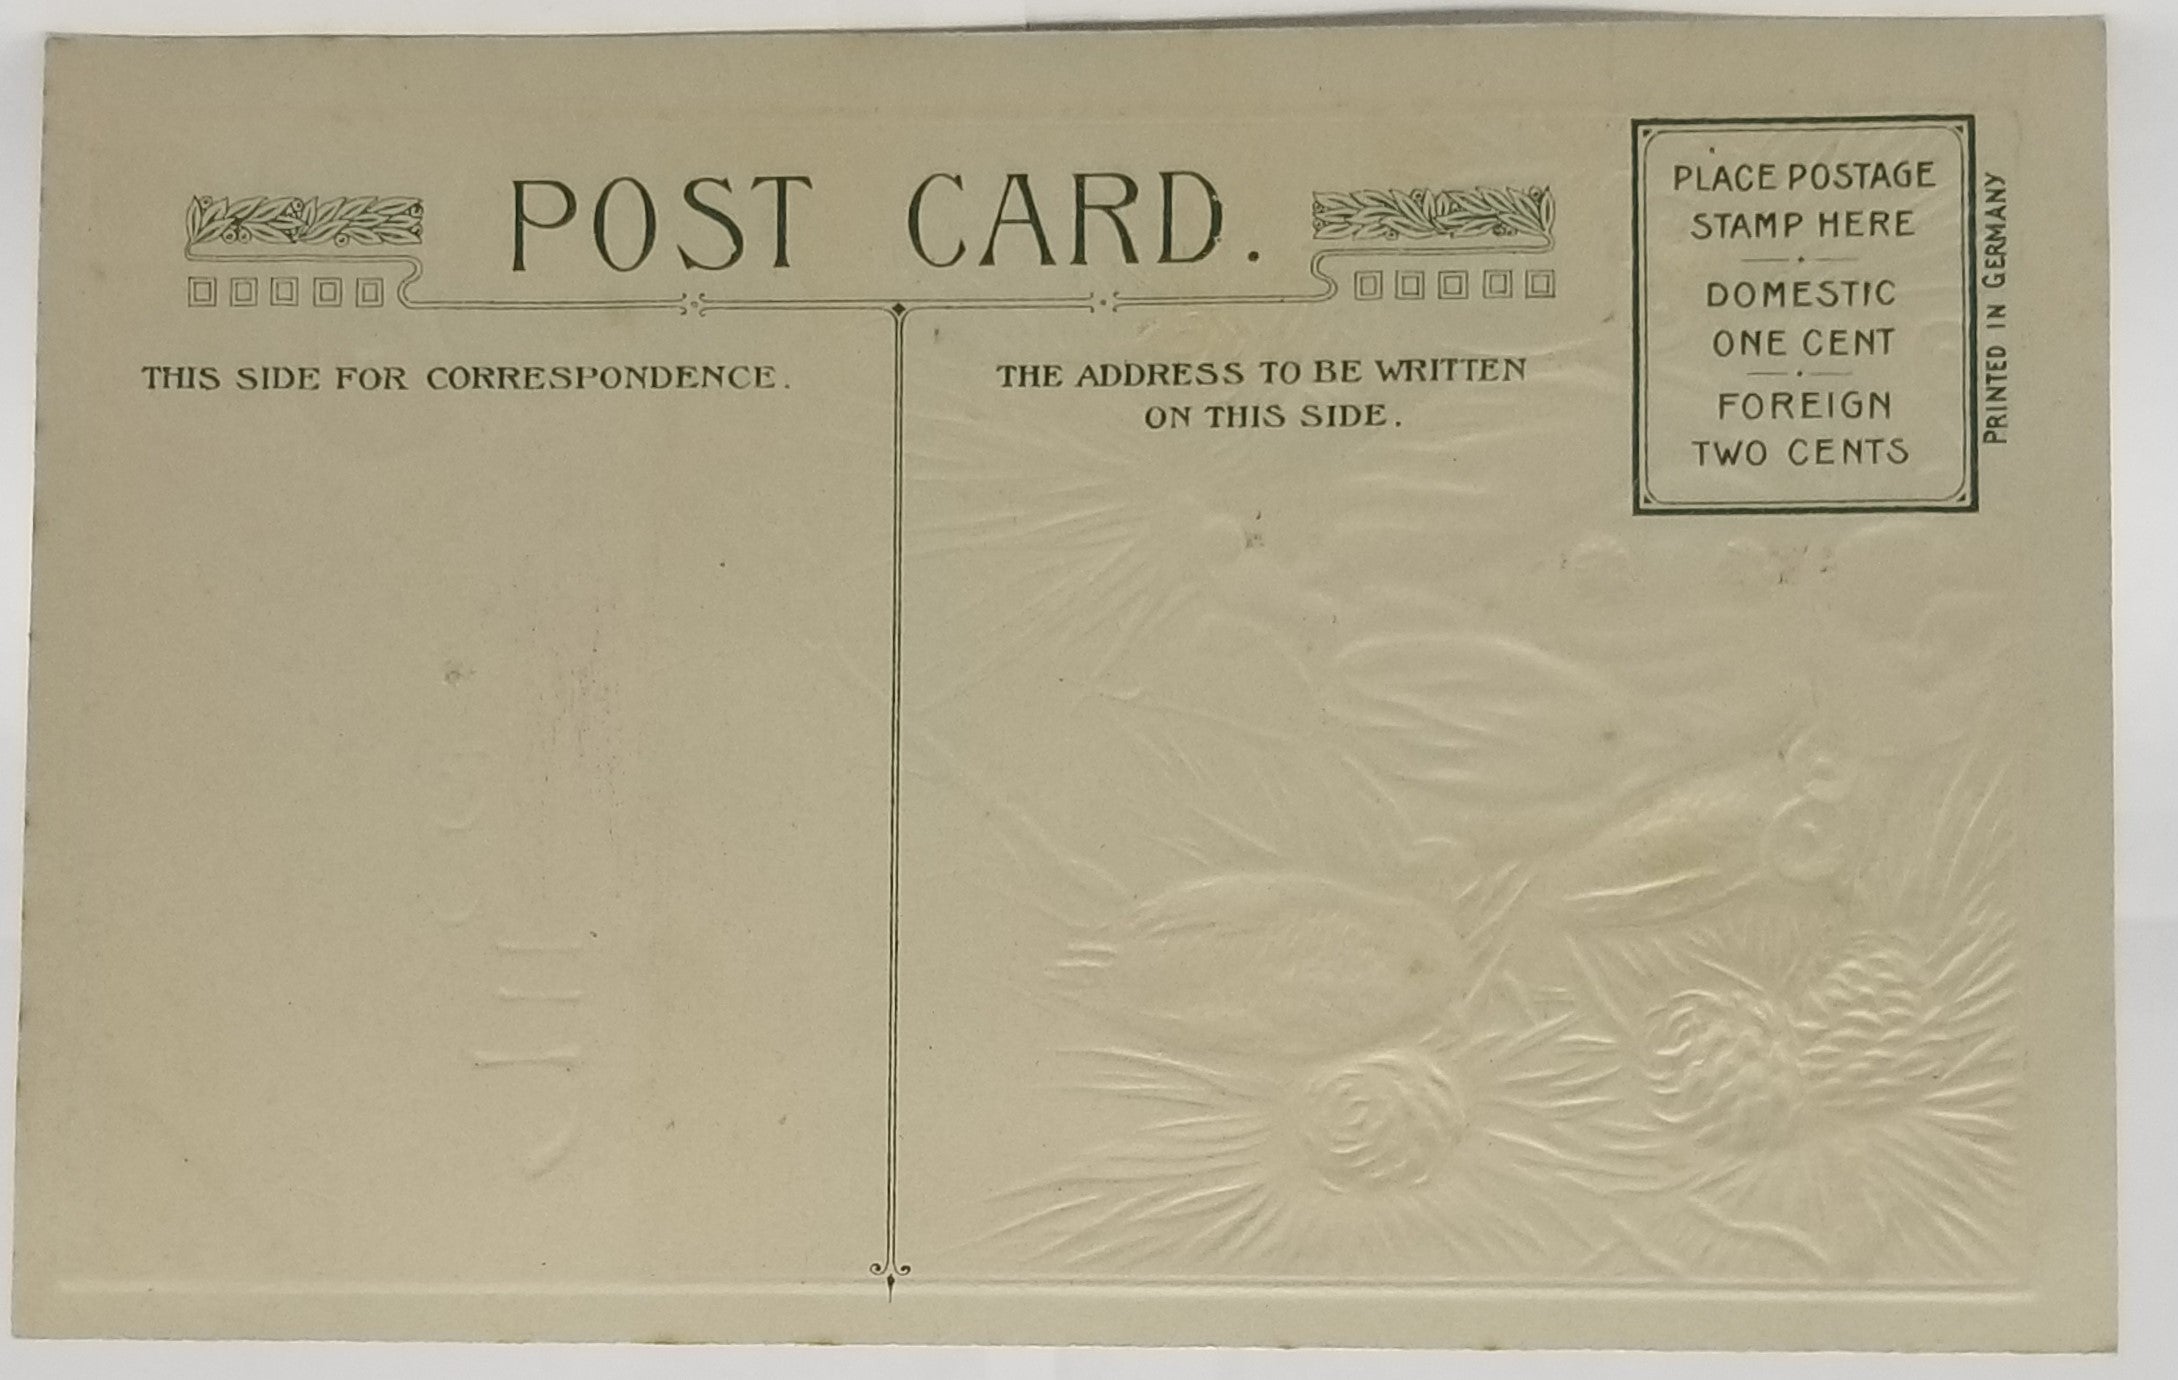 POST CARD.
THIS SIDE FOR CORRESPONDENCE.
THE ADDRESS TO BE WRITTEN
ON THIS SIDE.
PLACE POSTAGE
STAMP HERE
DOMESTIC
ONE CENT
FOREIGN
TWO CENTS
PRINTED IN GERMANY